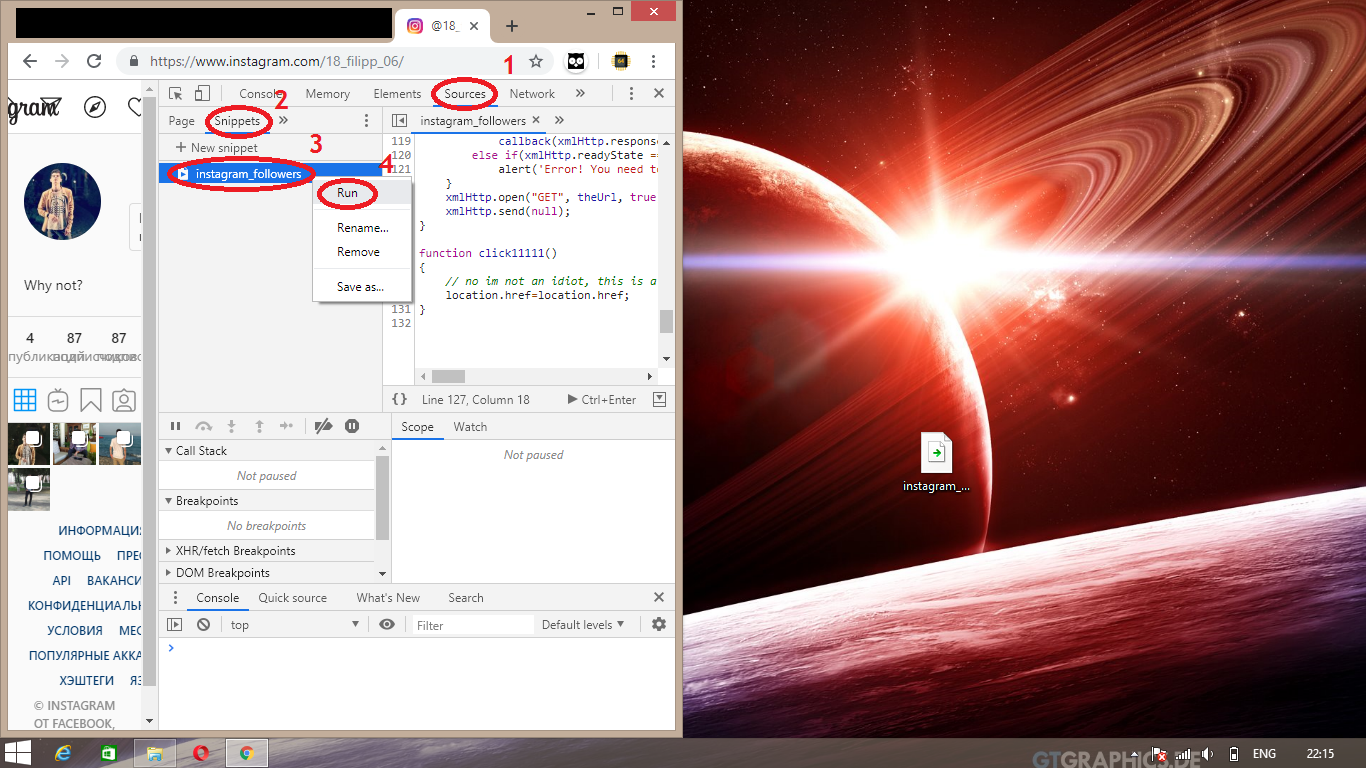 @18_
https://www.instagram.com/18_filipp_06/
1
gram
Console Memory Elements Sources Network »
2
Page Snippets »
instagram_followers
3
+ New snippet
4
instagram_followers
Run
Rename...
Remove
Save as...
119 callback(xmlHttp.respons
120 else if(xmlHttp.readyState ==
121 alert('Error! You need t
}
xmlHttp.open("GET", theUrl, true
xmlHttp.send(null);
}
function click11111()
{
// no im not an idiot, this is a
location.href=location.href;
131 }
132
Why not?
4 87 87
{} Line 127, Column 18 Ctrl+Enter
Scope Watch
Call Stack
Not paused
Not paused
Breakpoints
No breakpoints
XHR/fetch Breakpoints
DOM Breakpoints
Console Quick source What's New Search
top Filter Default levels
ИНФОРМАЦИ
ПОМОЩЬ ПРЕ
API ВАКАНСИ
КОНФИДЕНЦИАЛЬ
УСЛОВИЯ МЕС
ПОПУЛЯРНЫЕ АККА
ХЭШТЕГИ ЯЗ
© INSTAGRAM
ОТ FACEBOOK,
instagram_...
GTGRAPHICS.DE
ENG 22:15